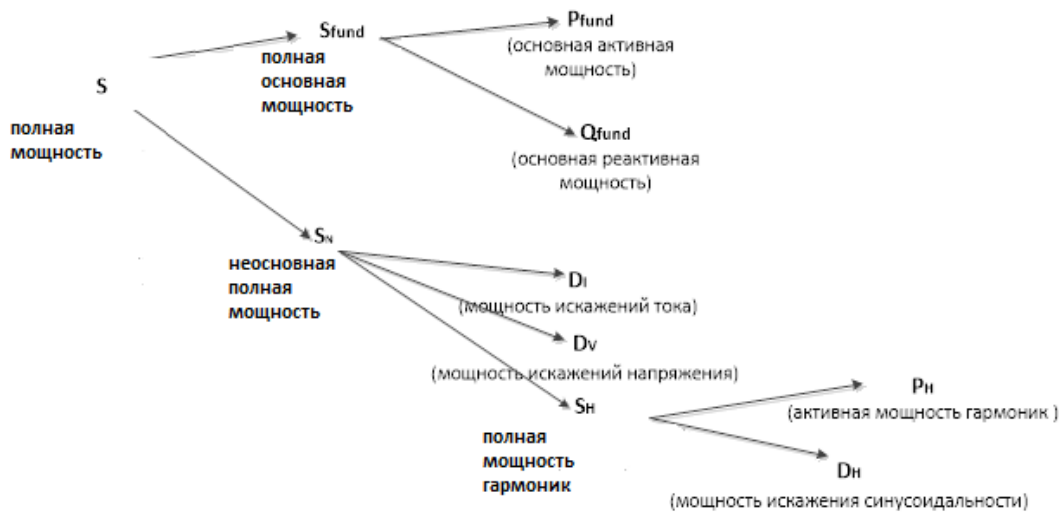 S
полная
мощность
Sfund
полная
основная
мощность
Pfund
(основная активная
мощность)
Qfund
(основная реактивная
мощность)
SN
неосновная
полная
мощность
DI
(мощность искажений тока)
DV
(мощность искажений напряжения)
SH
полная
мощность
гармоник
PH
(активная мощность гармоник )
DH
(мощность искажения синусоидальности)